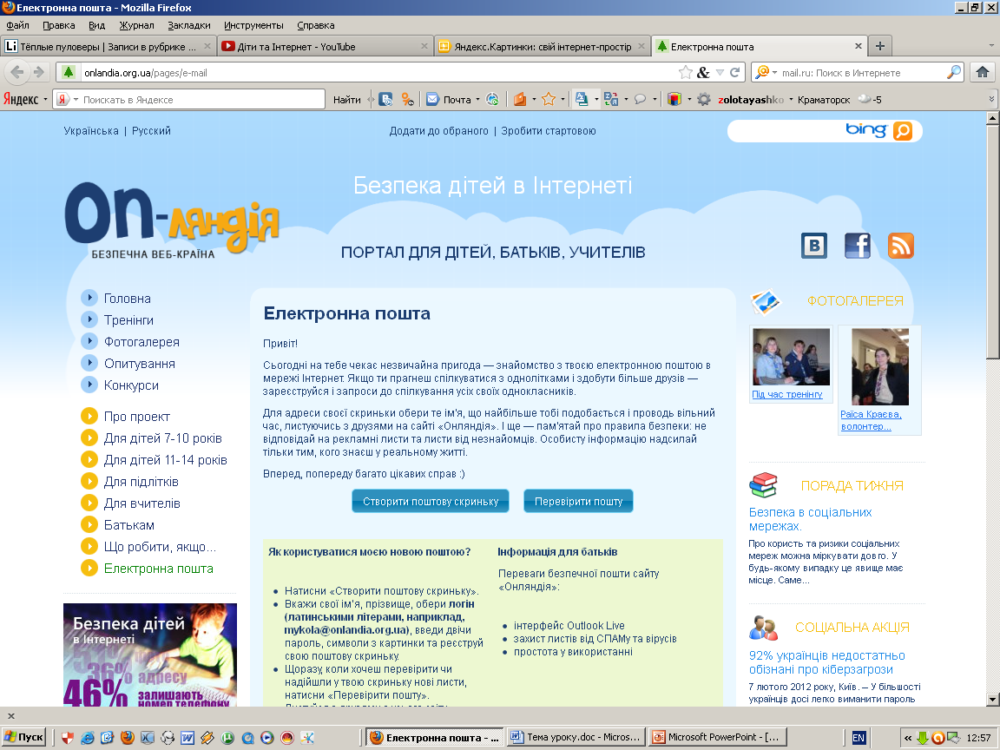 Електронна пошта - Mozilla Firefox
Файл Правка Вид Журнал Закладки Инструменты Справка
Тёплые пуловеры | Записи в рубрике ...
Діти та Інтернет - YouTube
Яндекс.Картинки: свій інтернет-простір
Електронна пошта
onlandia.org.ua/pages/e-mail
mail.ru: Поиск в Интернете
Яндекс
Поискать в Яндексе
Найти
Почта
zolotayashko
Краматорск
-5
Українська | Русский
Додати до обраного | Зробити стартовою
bing
Безпека дітей в Інтернеті
On-ляндія
БЕЗПЕЧНА ВЕБ-КРАЇНА
ПОРТАЛ ДЛЯ ДІТЕЙ, БАТЬКІВ, УЧИТЕЛІВ
Головна
Тренінги
Фотогалерея
Опитування
Конкурси
Про проект
Для дітей 7-10 років
Для дітей 11-14 років
Для підлітків
Для вчителів
Батькам
Що робити, якщо...
Електронна пошта
Безпека дітей
в Інтернеті
36% адресу
46% залишають
номер телефону
Електронна пошта
Привіт!
Сьогодні на тебе чекає незвичайна пригода — знайомство з твоєю електронною поштою в
мережі Інтернет. Якщо ти прагнеш спілкуватися з однолітками і здобути більше друзів —
зареєструйся і запроси до спілкування усіх своїх однокласників.
Для адреси своєї скриньки обери те ім'я, що найбільше тобі подобається і проводь вільний
час, листуючись з друзями на сайті «Онляндія». І ще — пам'ятай про правила безпеки: не
відповідай на рекламні листи та листи від незнайомців. Особисту інформацію надсилай
тільки тим, кого знаєш у реальному житті.
Вперед, попереду багато цікавих справ :)
Створити поштову скриньку
Перевірити пошту
Як користуватися моєю новою поштою?
Натисни «Створити поштову скриньку».
Вкажи свої ім'я, прізвище, обери логін
(латинськими літерами, наприклад,
mykola@onlandia.org.ua), введи двічи
пароль, символи з картинки та реєструй
свою поштову скриньку.
Щоразу, коли хочеш перевірити чи
надійшли у твою скриньку нові листи,
натисни «Перевірити пошту».
Інформація для батьків
Переваги безпечної пошти сайту
«Онляндія»:
інтерфейс Outlook Live
захист листів від СПАМу та вірусів
простота у використанні
ФОТОГАЛЕРЕЯ
Під час тренінгу
Раїса Краєва,
волонтер...
ПОРАДА ТИЖНЯ
Безпека в соціальних
мережах.
Про користь та ризики соціальних
мереж можна міркувати довго. У
будь-якому випадку це явище має
місце. Саме...
СОЦІАЛЬНА АКЦІЯ
92% українців недостатньо
обізнані про кіберзагрози
7 лютого 2012 року, Київ. – У більшості
українців досі легко виманити пароль
Пуск
Електронна пошта - ...
Тема уроку.doc - Micros...
Microsoft PowerPoint - [...
EN
12:57